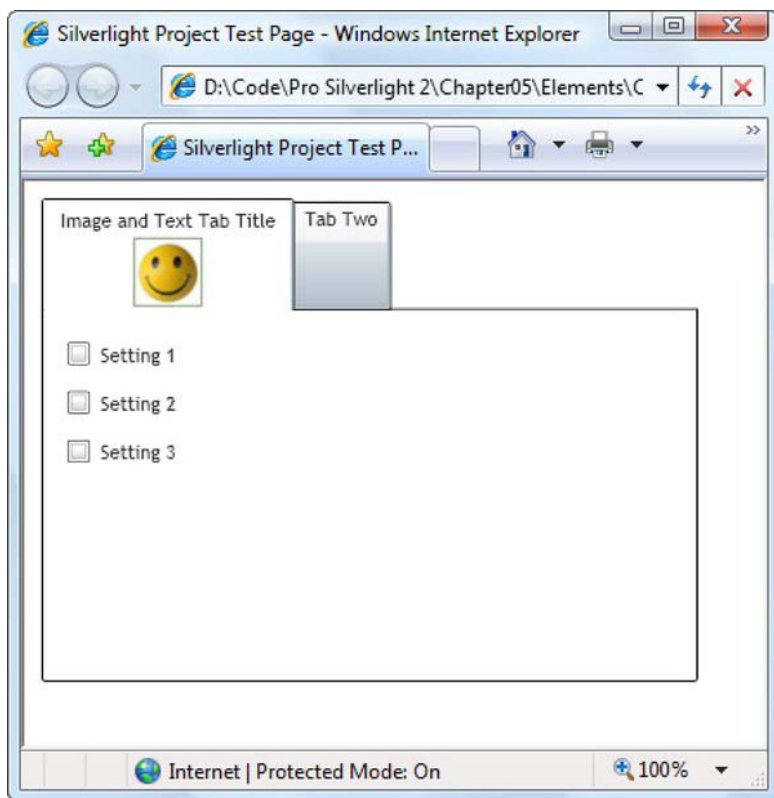 Silverlight Project Test Page - Windows Internet Explorer
D:\Code\Pro Silverlight 2\Chapter05\Elements\C
Silverlight Project Test P...
Image and Text Tab Title
Tab Two
Setting 1
Setting 2
Setting 3
Internet | Protected Mode: On
100%